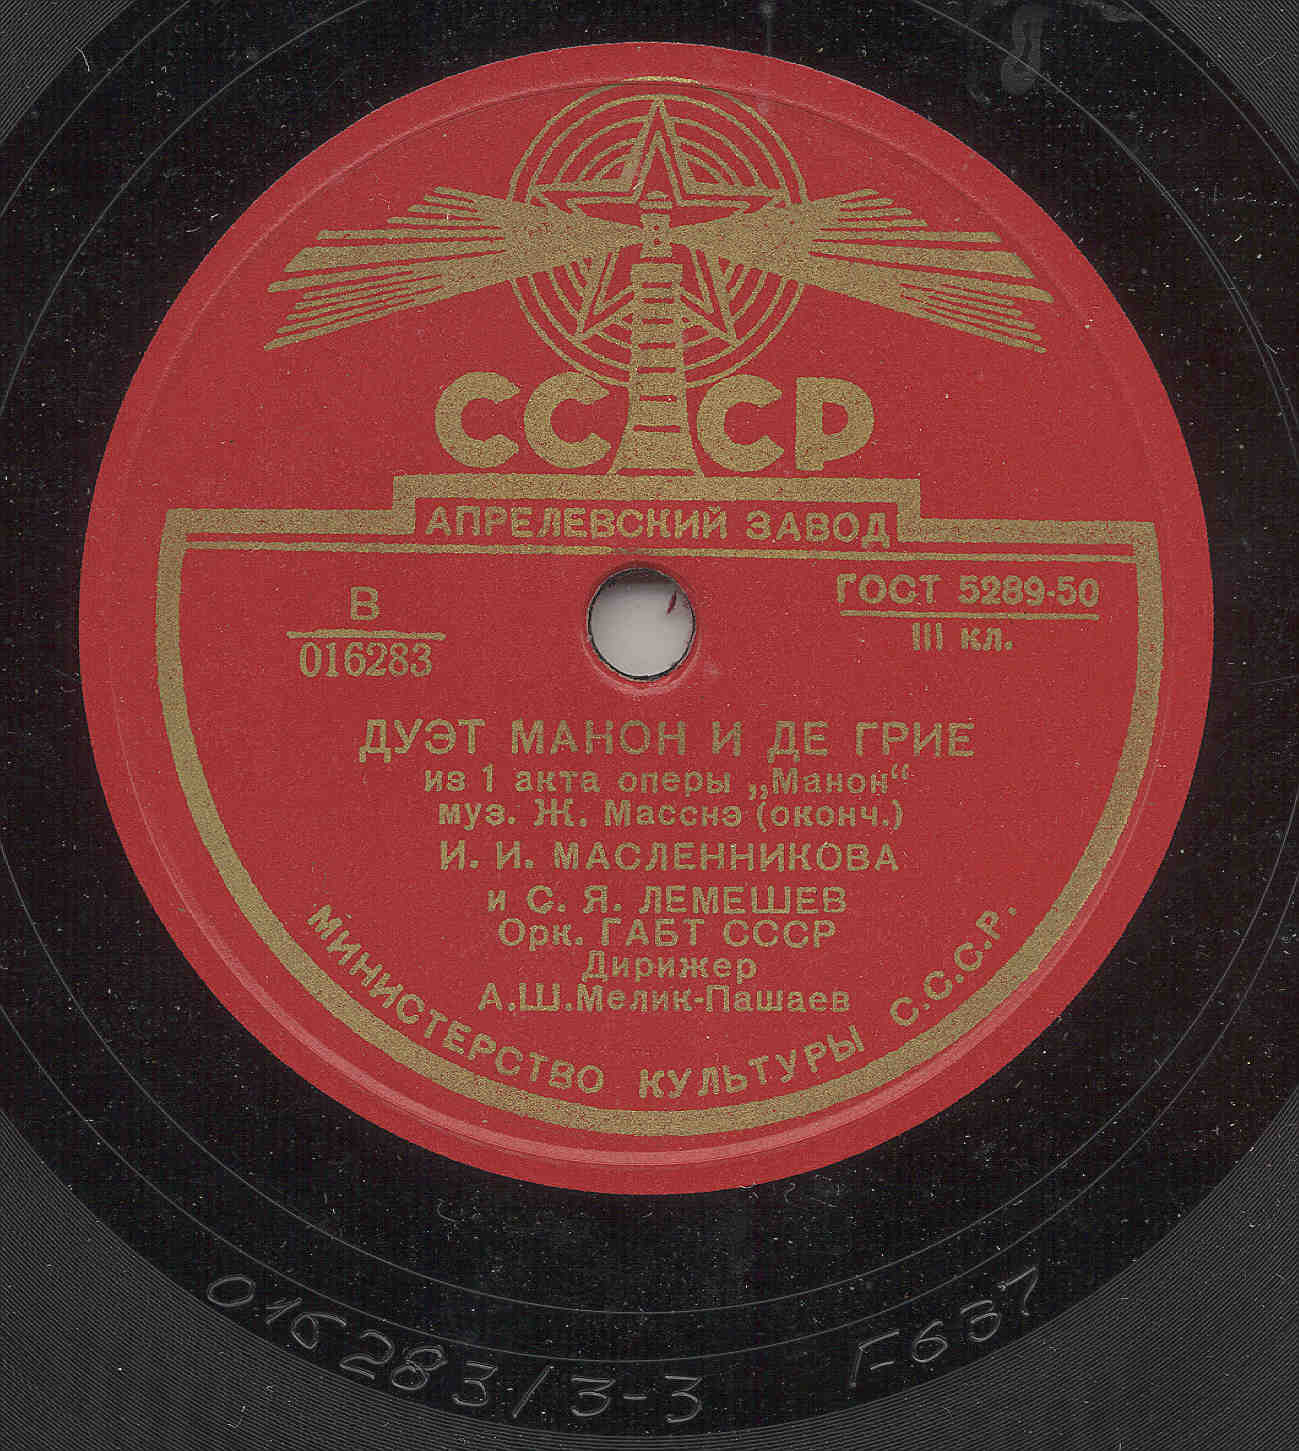 СССР
АПРЕЛЕВСКИЙ ЗАВОД
В
016283
ГОСТ 5289-50
III кл.
ДУЭТ МАНОН И ДЕ ГРИЕ
из 1 акта оперы „Манон“
муз. Ж. Масснэ (оконч.)
И. И. МАСЛЕННИКОВА
и С. Я. ЛЕМЕШЕВ
Орк. ГАБТ СССР
Дирижер
А.Ш.Мелик-Пашаев
МИНИСТЕРСТВО КУЛЬТУРЫ С.С.С.Р.
016283/3-3 F637